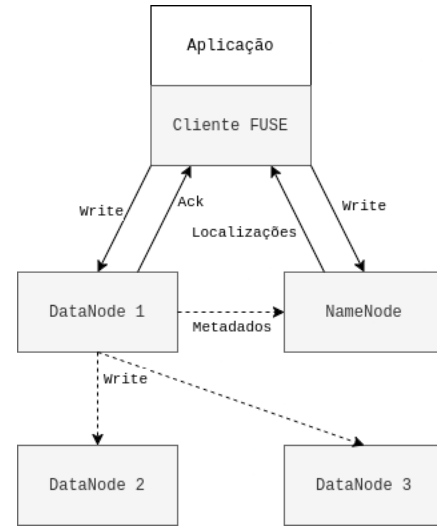 Aplicação
Cliente FUSE
Write
Ack
Localizações
Write
DataNode 1
Metadados
NameNode
Write
DataNode 2
DataNode 3